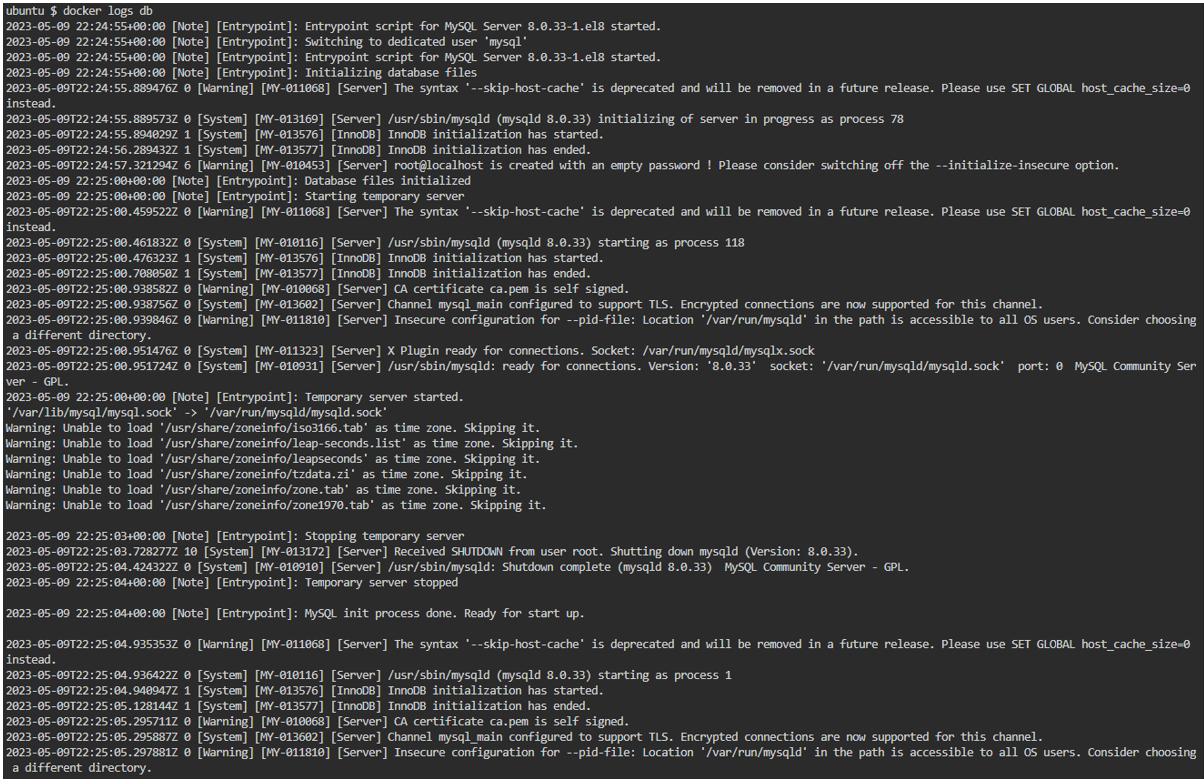 ubuntu $ docker logs db
2023-05-09 22:24:55+00:00 [Note] [Entrypoint]: Entrypoint script for MySQL Server 8.0.33-1.el8 started.
2023-05-09 22:24:55+00:00 [Note] [Entrypoint]: Switching to dedicated user 'mysql'
2023-05-09 22:24:55+00:00 [Note] [Entrypoint]: Entrypoint script for MySQL Server 8.0.33-1.el8 started.
2023-05-09 22:24:55+00:00 [Note] [Entrypoint]: Initializing database files
2023-05-09T22:24:55.889476Z 0 [Warning] [MY-011068] [Server] The syntax '--skip-host-cache' is deprecated and will be removed in a future release. Please use SET GLOBAL host_cache_size=0
instead.
2023-05-09T22:24:55.889573Z 0 [System] [MY-013169] [Server] /usr/sbin/mysqld (mysqld 8.0.33) initializing of server in progress as process 78
2023-05-09T22:24:55.894029Z 1 [System] [MY-013576] [InnoDB] InnoDB initialization has started.
2023-05-09T22:24:56.289432Z 1 [System] [MY-013577] [InnoDB] InnoDB initialization has ended.
2023-05-09T22:24:57.321294Z 6 [Warning] [MY-010453] [Server] root@localhost is created with an empty password ! Please consider switching off the --initialize-insecure option.
2023-05-09 22:25:00+00:00 [Note] [Entrypoint]: Database files initialized
2023-05-09 22:25:00+00:00 [Note] [Entrypoint]: Starting temporary server
2023-05-09T22:25:00.459522Z 0 [Warning] [MY-011068] [Server] The syntax '--skip-host-cache' is deprecated and will be removed in a future release. Please use SET GLOBAL host_cache_size=0
instead.
2023-05-09T22:25:00.461832Z 0 [System] [MY-010116] [Server] /usr/sbin/mysqld (mysqld 8.0.33) starting as process 118
2023-05-09T22:25:00.476323Z 1 [System] [MY-013576] [InnoDB] InnoDB initialization has started.
2023-05-09T22:25:00.708050Z 1 [System] [MY-013577] [InnoDB] InnoDB initialization has ended.
2023-05-09T22:25:00.938582Z 0 [Warning] [MY-010068] [Server] CA certificate ca.pem is self signed.
2023-05-09T22:25:00.938756Z 0 [System] [MY-013602] [Server] Channel mysql_main configured to support TLS. Encrypted connections are now supported for this channel.
2023-05-09T22:25:00.939846Z 0 [Warning] [MY-011810] [Server] Insecure configuration for --pid-file: Location '/var/run/mysqld' in the path is accessible to all OS users. Consider choosing
a different directory.
2023-05-09T22:25:00.951476Z 0 [System] [MY-011323] [Server] X Plugin ready for connections. Socket: /var/run/mysqld/mysqlx.sock
2023-05-09T22:25:00.951724Z 0 [System] [MY-010931] [Server] /usr/sbin/mysqld: ready for connections. Version: '8.0.33'  socket: '/var/run/mysqld/mysqld.sock'  port: 0  MySQL Community Ser
ver - GPL.
2023-05-09 22:25:00+00:00 [Note] [Entrypoint]: Temporary server started.
'/var/lib/mysql/mysql.sock' -> '/var/run/mysqld/mysqld.sock'
Warning: Unable to load '/usr/share/zoneinfo/iso3166.tab' as time zone. Skipping it.
Warning: Unable to load '/usr/share/zoneinfo/leap-seconds.list' as time zone. Skipping it.
Warning: Unable to load '/usr/share/zoneinfo/leapseconds' as time zone. Skipping it.
Warning: Unable to load '/usr/share/zoneinfo/tzdata.zi' as time zone. Skipping it.
Warning: Unable to load '/usr/share/zoneinfo/zone.tab' as time zone. Skipping it.
Warning: Unable to load '/usr/share/zoneinfo/zone1970.tab' as time zone. Skipping it.
2023-05-09 22:25:03+00:00 [Note] [Entrypoint]: Stopping temporary server
2023-05-09T22:25:03.728277Z 10 [System] [MY-013172] [Server] Received SHUTDOWN from user root. Shutting down mysqld (Version: 8.0.33).
2023-05-09T22:25:04.424322Z 0 [System] [MY-010910] [Server] /usr/sbin/mysqld: Shutdown complete (mysqld 8.0.33)  MySQL Community Server - GPL.
2023-05-09 22:25:04+00:00 [Note] [Entrypoint]: Temporary server stopped
2023-05-09 22:25:04+00:00 [Note] [Entrypoint]: MySQL init process done. Ready for start up.
2023-05-09T22:25:04.935353Z 0 [Warning] [MY-011068] [Server] The syntax '--skip-host-cache' is deprecated and will be removed in a future release. Please use SET GLOBAL host_cache_size=0
instead.
2023-05-09T22:25:04.936422Z 0 [System] [MY-010116] [Server] /usr/sbin/mysqld (mysqld 8.0.33) starting as process 1
2023-05-09T22:25:04.940947Z 1 [System] [MY-013576] [InnoDB] InnoDB initialization has started.
2023-05-09T22:25:05.128144Z 1 [System] [MY-013577] [InnoDB] InnoDB initialization has ended.
2023-05-09T22:25:05.295711Z 0 [Warning] [MY-010068] [Server] CA certificate ca.pem is self signed.
2023-05-09T22:25:05.295887Z 0 [System] [MY-013602] [Server] Channel mysql_main configured to support TLS. Encrypted connections are now supported for this channel.
2023-05-09T22:25:05.297881Z 0 [Warning] [MY-011810] [Server] Insecure configuration for --pid-file: Location '/var/run/mysqld' in the path is accessible to all OS users. Consider choosing
a different directory.